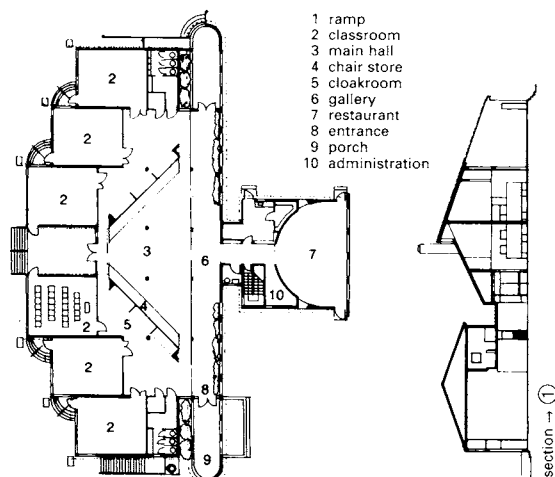 1 ramp
2 classroom
3 main hall
4 chair store
5 cloakroom
6 gallery
7 restaurant
8 entrance
9 porch
10 administration
2
2
2
3
6
7
10
4
5
2
2
8
2
9
section → 1